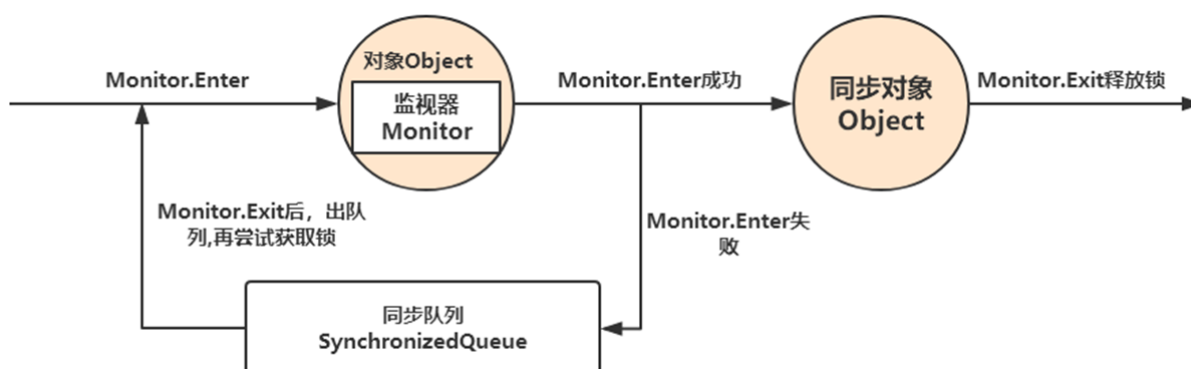 Monitor.Enter
对象Object
监视器
Monitor
Monitor.Enter成功
同步对象
Object
Monitor.Exit释放锁
Monitor.Exit后，出队
列,再尝试获取锁
Monitor.Enter失
败
同步队列
SynchronizedQueue